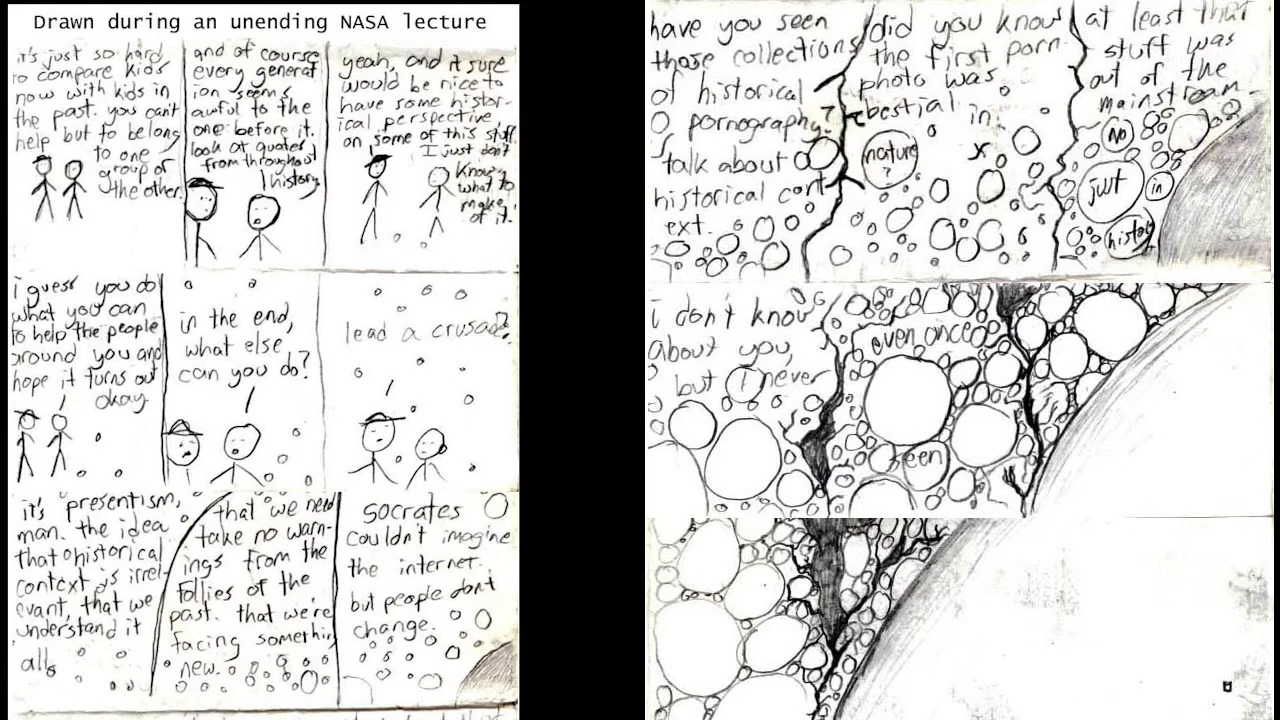 Drawn during an unending NASA lecture
it's just so hard
to compare kids
now with kids in
the past. you can't
help but to belong
to one
group or
the other.
and of course
every generat
ion seems
awful to the
one before it.
look at quotes
from throughout
history
yeah, and it sure
would be nice to
have some histor-
ical perspective
on some of this stuff.
I just don't
know
what to
make
of it.
i guess you do
what you can
to help the people
around you and
hope it turns out
okay.
in the end,
what else
can you do?
lead a crusade?
it's "presentism,
man. the idea
that historical
context is irrel-
evant, that we
understand it
all.
that we need
take no warn-
ings from the
follies of the
past. that we're
facing somethin
new.
socrates
couldn't imagine
the internet.
but people don't
change.
have you seen
those collections
of historical
pornography?
talk about
historical cont
ext.
did you know
the first porn
photo was
bestial
in
nature
?
at least that
stuff was
out of the
mainstream.
No
just
in
history
i don't know
about you,
but I never
even once
seen